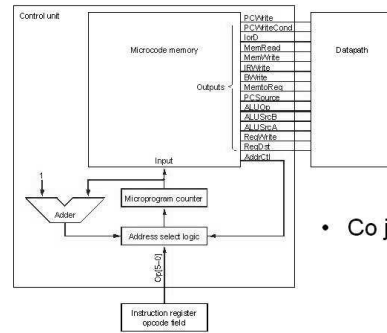 Control unit
Microcode memory
Outputs
Input
PCWrite
PCWriteCond
IorD
MemRead
MemWrite
IRWrite
BWrite
MemtoReg
PCSource
ALUOp
ALUSrcB
ALUSrcA
RegWrite
RegDst
AddrCtl
Datapath
1
Adder
Microprogram counter
Address select logic
Op[5–0]
Instruction register
opcode field
• Co j